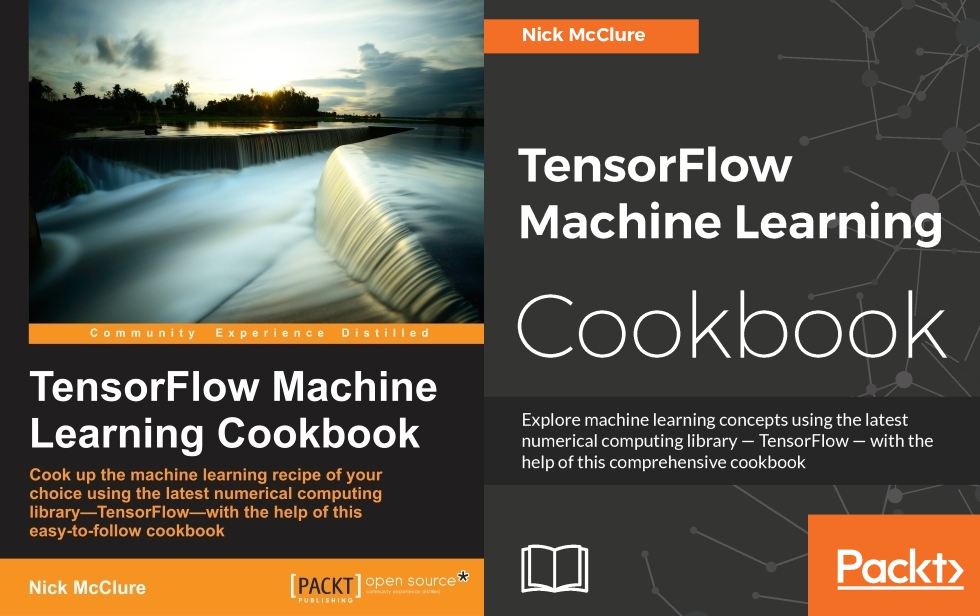 Community Experience Distilled
TensorFlow Machine
Learning Cookbook
Cook up the machine learning recipe of your
choice using the latest numerical computing
library—TensorFlow—with the help of this
easy-to-follow cookbook
Nick McClure
[PACKT] open source*
PUBLISHING community experience distilled
Nick McClure
TensorFlow
Machine Learning
Cookbook
Explore machine learning concepts using the latest
numerical computing library — TensorFlow — with the
help of this comprehensive cookbook
Packt>